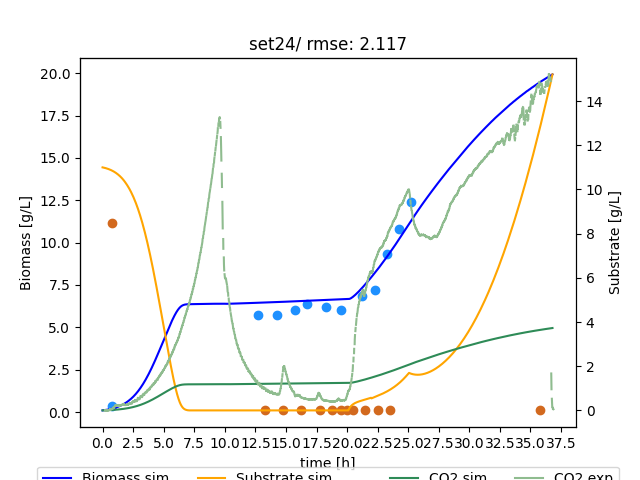 set24/ rmse: 2.117
20.0
17.5
15.0
12.5
10.0
7.5
5.0
2.5
0.0
Biomass [g/L]
14
12
10
8
6
4
2
0
Substrate [g/L]
0.0 2.5 5.0 7.5 10.0 12.5 15.0 17.5 20.0 22.5 25.0 27.5 30.0 32.5 35.0 37.5
time [h]
Biomass sim Substrate sim CO2 sim CO2 exp